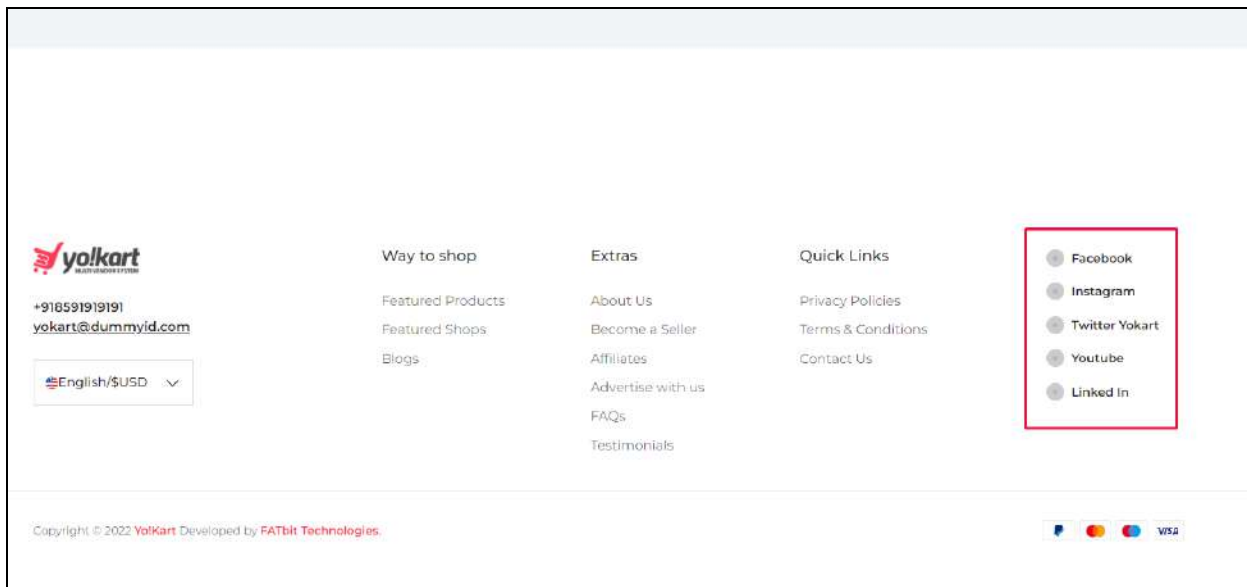 yo!kart
MULTIVENDOR SYSTEM
+918591919191
yokart@dummyid.com
English/$USD
Way to shop
Featured Products
Featured Shops
Blogs
Extras
About Us
Become a Seller
Affiliates
Advertise with us
FAQs
Testimonials
Quick Links
Privacy Policies
Terms & Conditions
Contact Us
Facebook
Instagram
Twitter Yokart
Youtube
Linked In
Copyright © 2022 Yo!Kart Developed by FATbit Technologies.
VISA